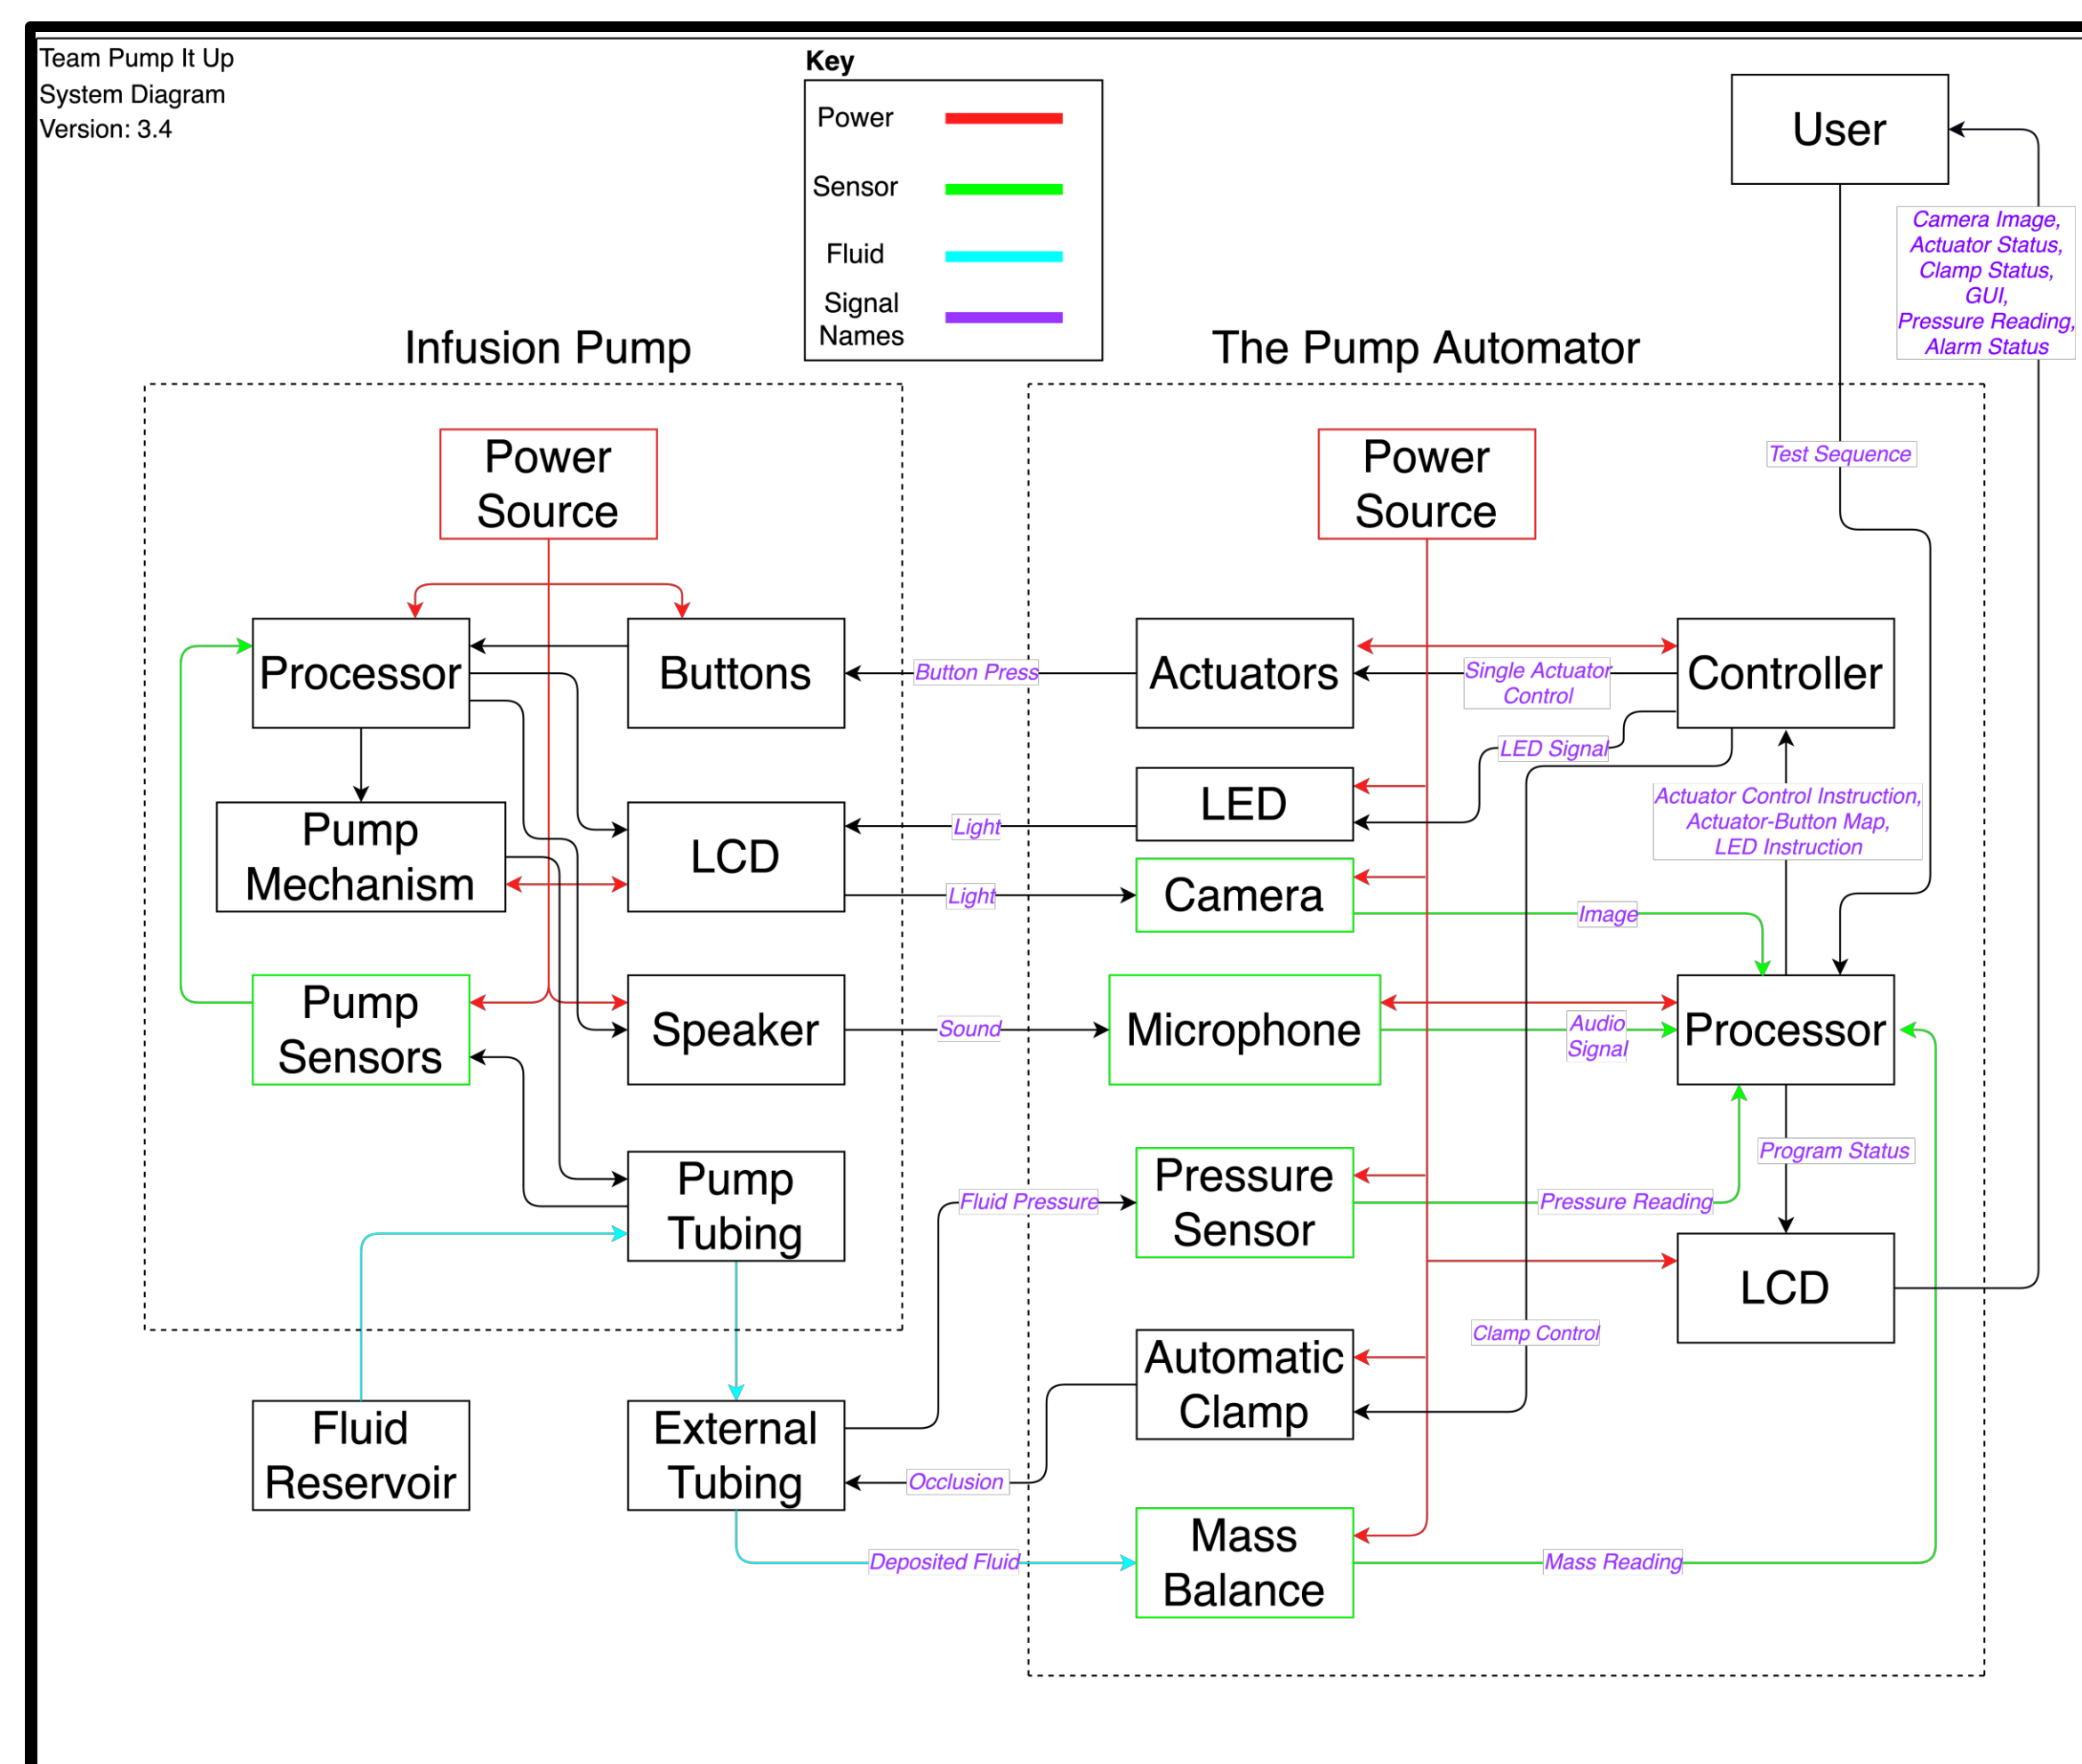 Team Pump It Up
System Diagram
Version: 3.4
Key
Power
Sensor
Fluid
Signal
Names
User
Camera Image,
Actuator Status,
Clamp Status,
GUI,
Pressure Reading,
Alarm Status
Test Sequence
Infusion Pump
Power
Source
Processor
Buttons
Pump
Mechanism
LCD
Pump
Sensors
Speaker
Pump
Tubing
Fluid
Reservoir
External
Tubing
Button Press
Light
Light
Sound
Fluid Pressure
Occlusion
Deposited Fluid
The Pump Automator
Power
Source
Actuators
Single Actuator
Control
Controller
LED Signal
LED
Actuator Control Instruction,
Actuator-Button Map,
LED Instruction
Camera
Image
Microphone
Audio
Signal
Processor
Program Status
Pressure
Sensor
Pressure Reading
LCD
Clamp Control
Automatic
Clamp
Mass
Balance
Mass Reading